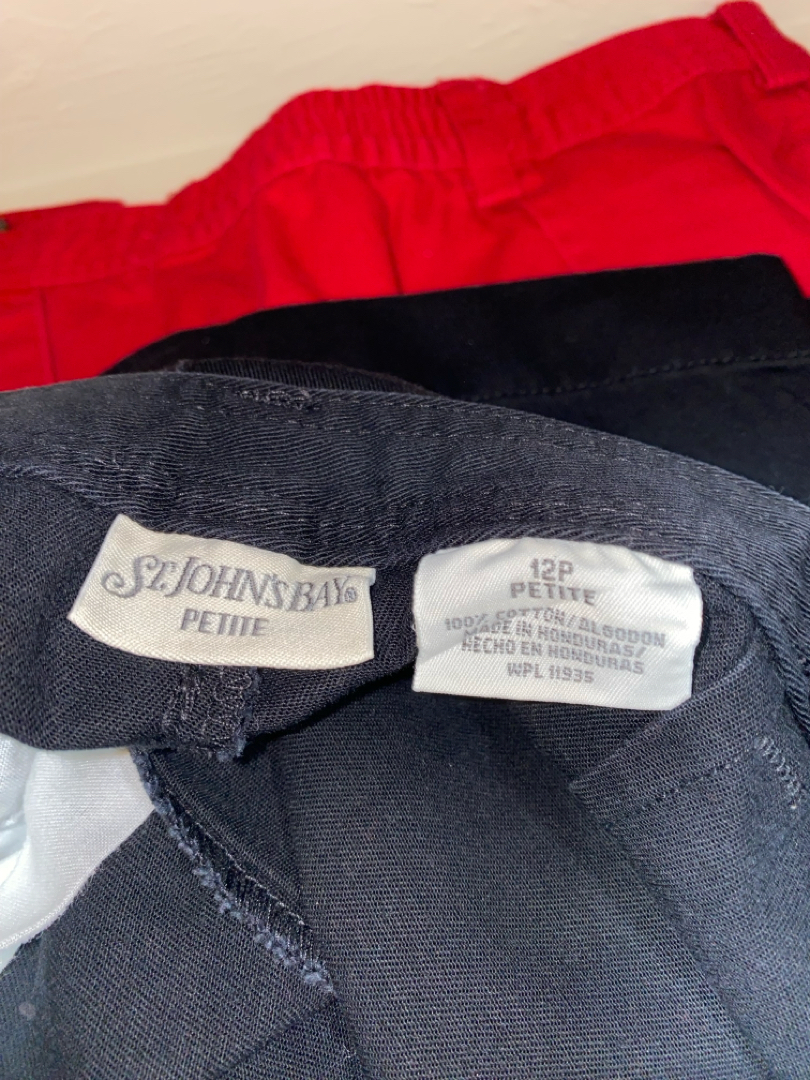 ST. JOHN'S BAY®
PETITE
12P
PETITE
100% COTTON/ALGODON
MADE IN HONDURAS/
HECHO EN HONDURAS
WPL 11935